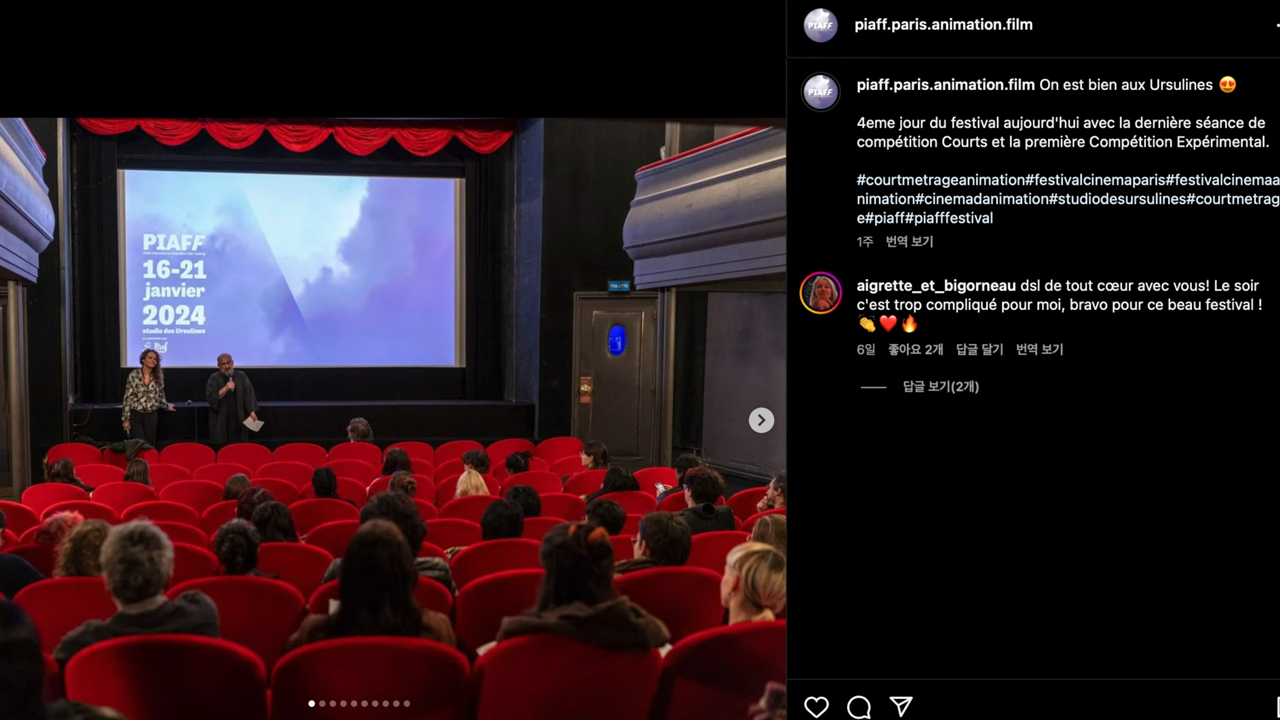 piaff.paris.animation.film
piaff.paris.animation.film On est bien aux Ursulines 😍
4eme jour du festival aujourd'hui avec la dernière séance de
compétition Courts et la première Compétition Expérimental.
#courtmetrageanimation#festivalcinemaparis#festivalcinemaa
nimation#cinemadanimation#studiodesursulines#courtmetrag
e#piaff#piafffestival
1주 번역 보기
aigrette_et_bigorneau dsl de tout cœur avec vous! Le soir
c'est trop compliqué pour moi, bravo pour ce beau festival !
👏❤️🔥
6일 좋아요 2개 답글 달기 번역 보기
답글 보기(2개)
PIAFF
PIAFF
PIAFF
16-21
janvier
2024
studio des Ursulines